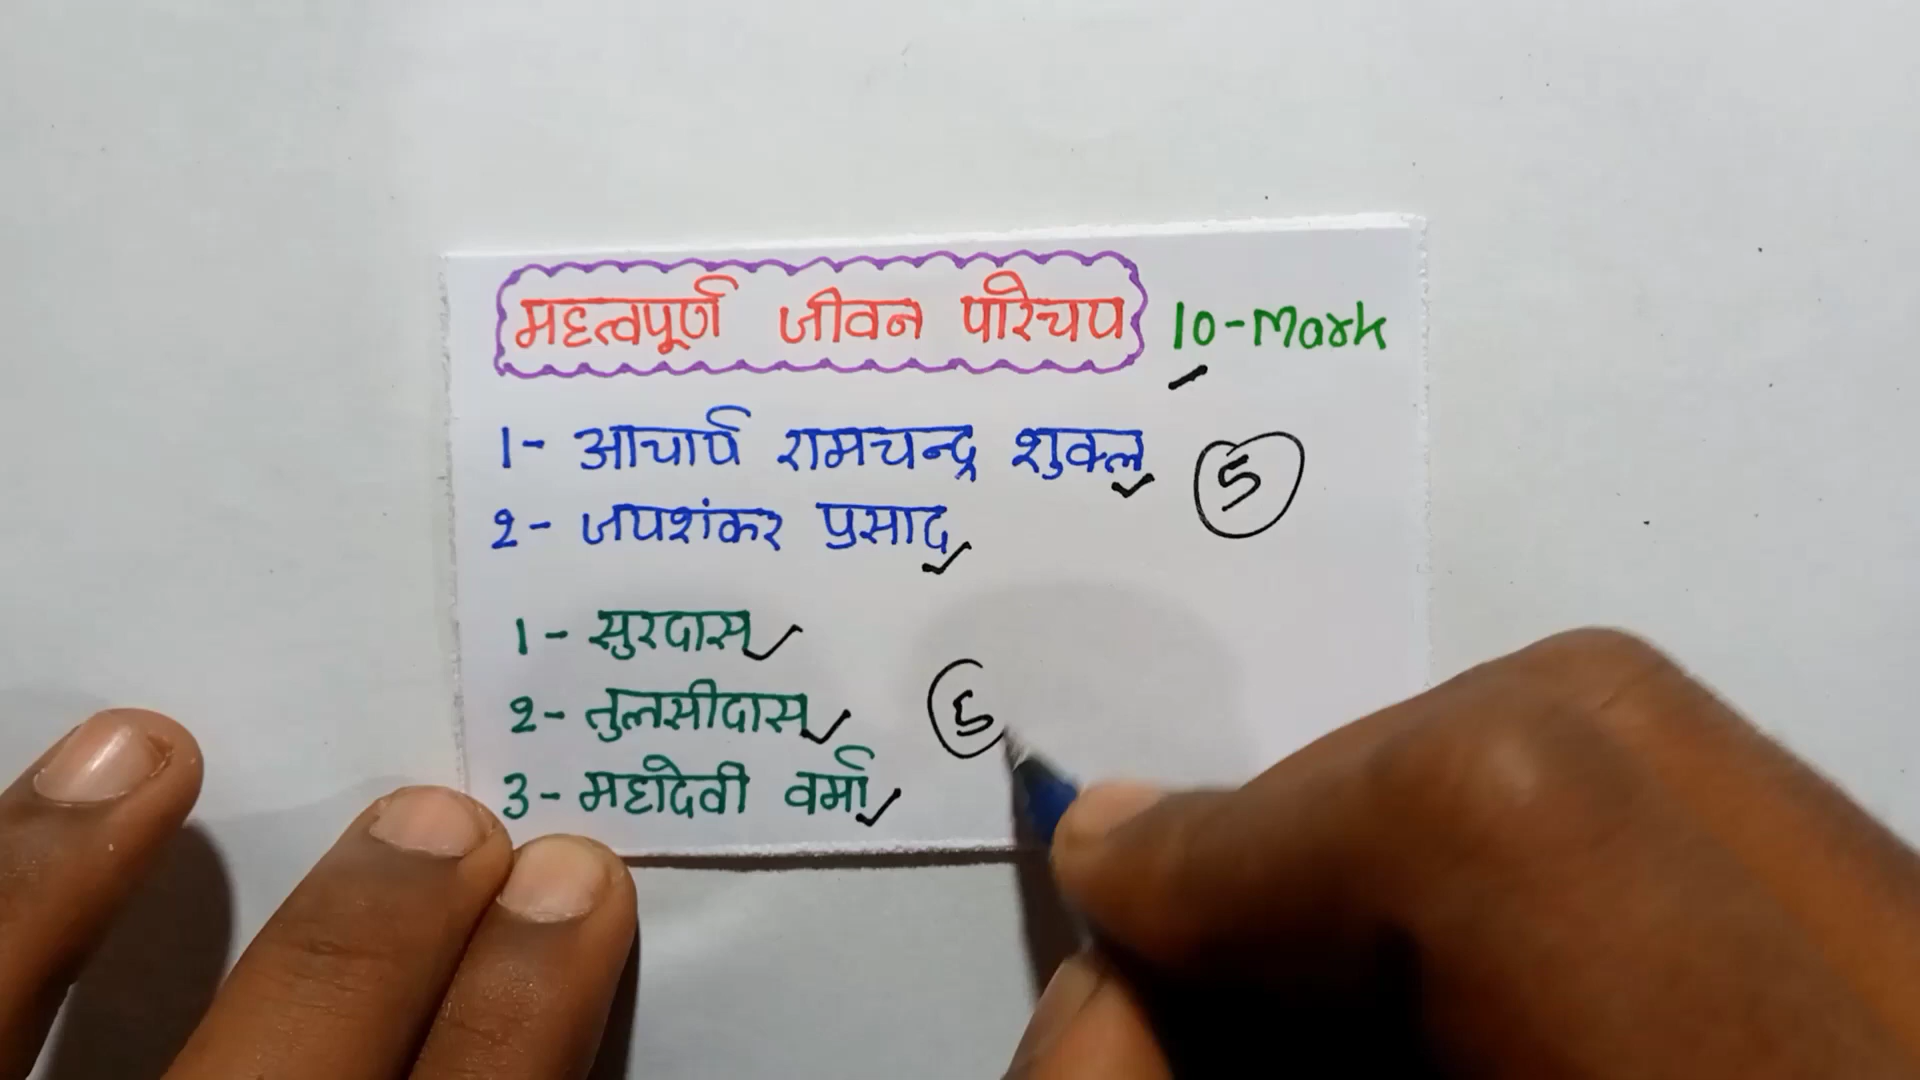 महत्वपूर्ण जीवन परिचय 10-Mark
1- आचार्य रामचन्द्र शुक्ल 5
2- जयशंकर प्रसाद
1- सुरदास
2- तुलसीदास 5
3- महादेवी वर्मा